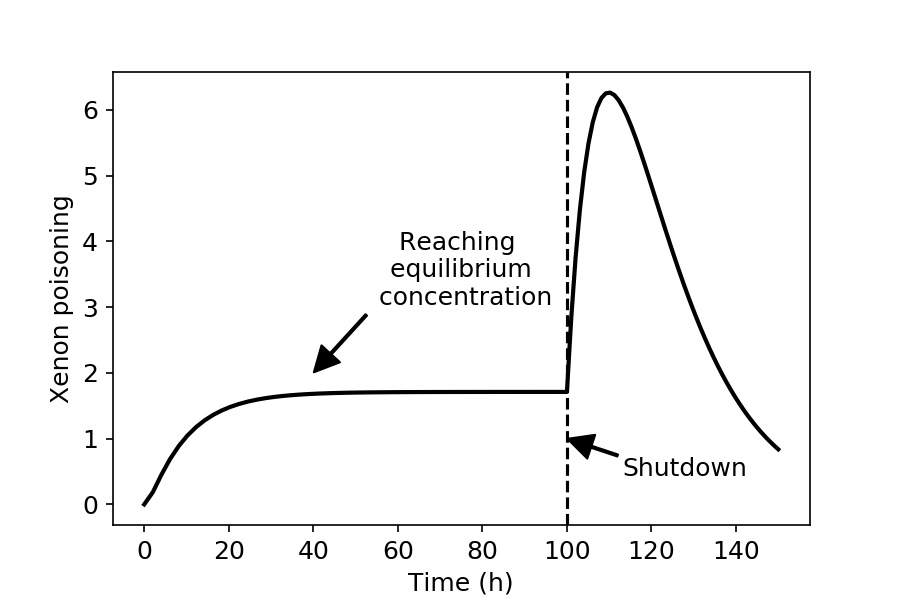 6
5
4
3
2
1
0
Xenon poisoning
Reaching
equilibrium
concentration
Shutdown
0 20 40 60 80 100 120 140
Time (h)